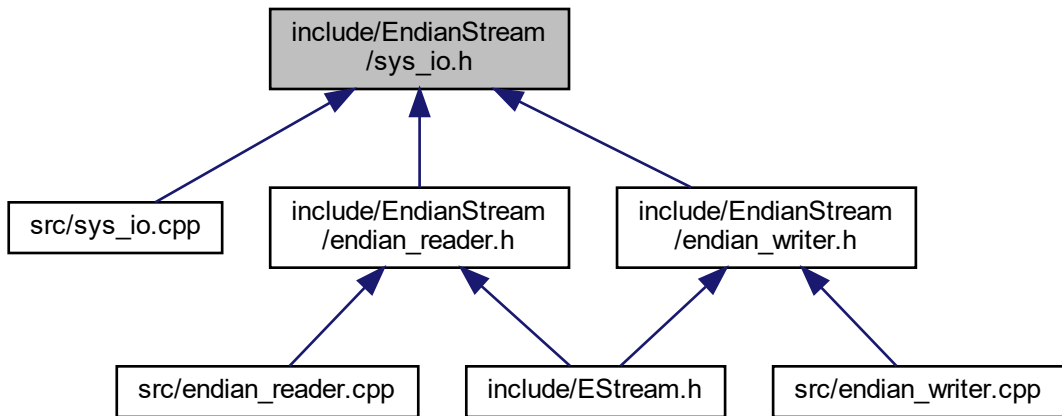 include/EndianStream
/sys_io.h
src/sys_io.cpp
include/EndianStream
/endian_reader.h
include/EndianStream
/endian_writer.h
src/endian_reader.cpp
include/EStream.h
src/endian_writer.cpp